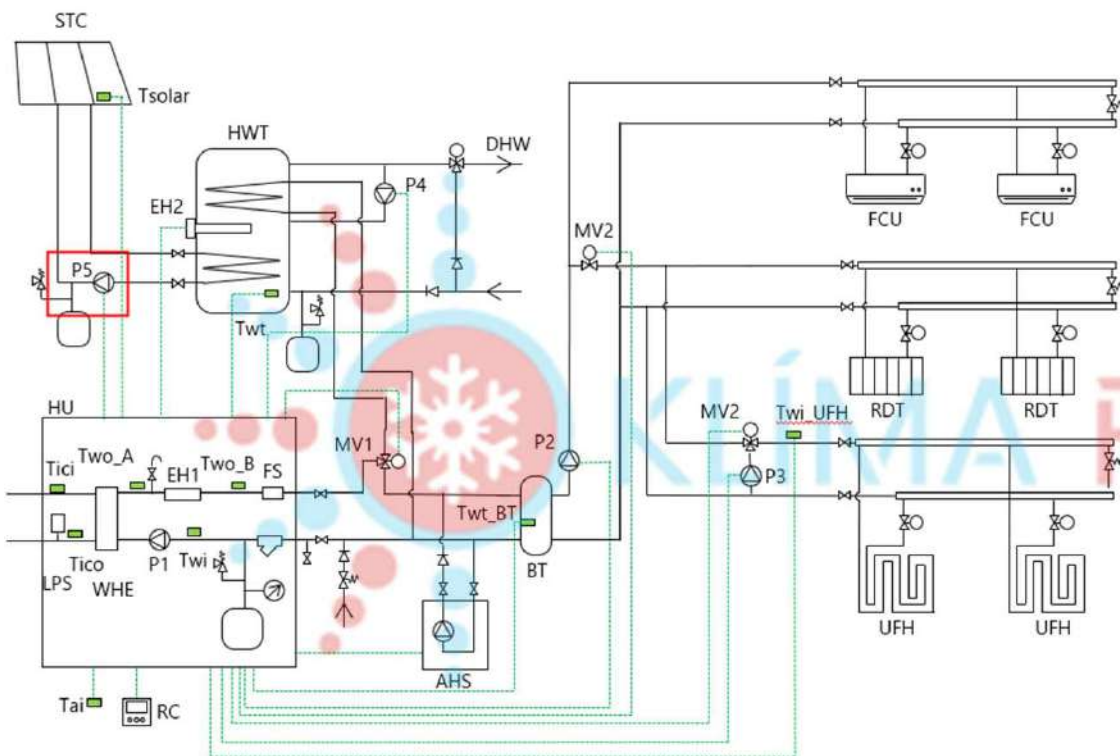 STC
Tsolar
HWT
DHW
P4
EH2
MV2
P5
Twt
FCU
FCU
RDT
RDT
HU
MV1
MV2
Twi_UFH
P2
P3
Tici
Two_A
EH1
Two_B
FS
Twt_BT
BT
LPS
Tico
WHE
P1
Twi
AHS
UFH
UFH
Tai
RC
KLÍMA